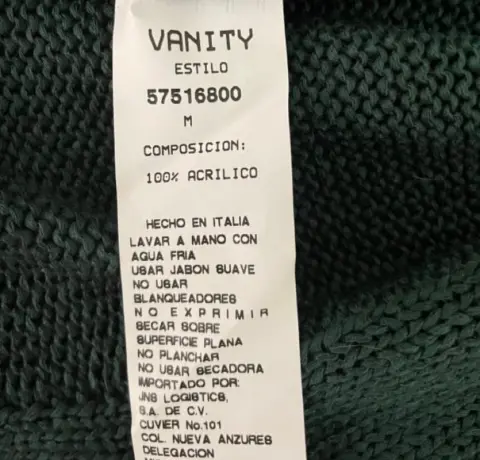 VANITY
ESTILO
57516800
M
COMPOSICION:
100% ACRILICO
HECHO EN ITALIA
LAVAR A MANO CON
AGUA FRIA
USAR JABON SUAVE
NO USAR
BLANQUEADORES
NO EXPRIMIR
SECAR SOBRE
SUPERFICIE PLANA
NO PLANCHAR
NO USAR SECADORA
IMPORTADO POR:
JNS LOGISTICS,
S.A. DE C.V.
CUVIER No.101
COL. NUEVA ANZURES
DELEGACION